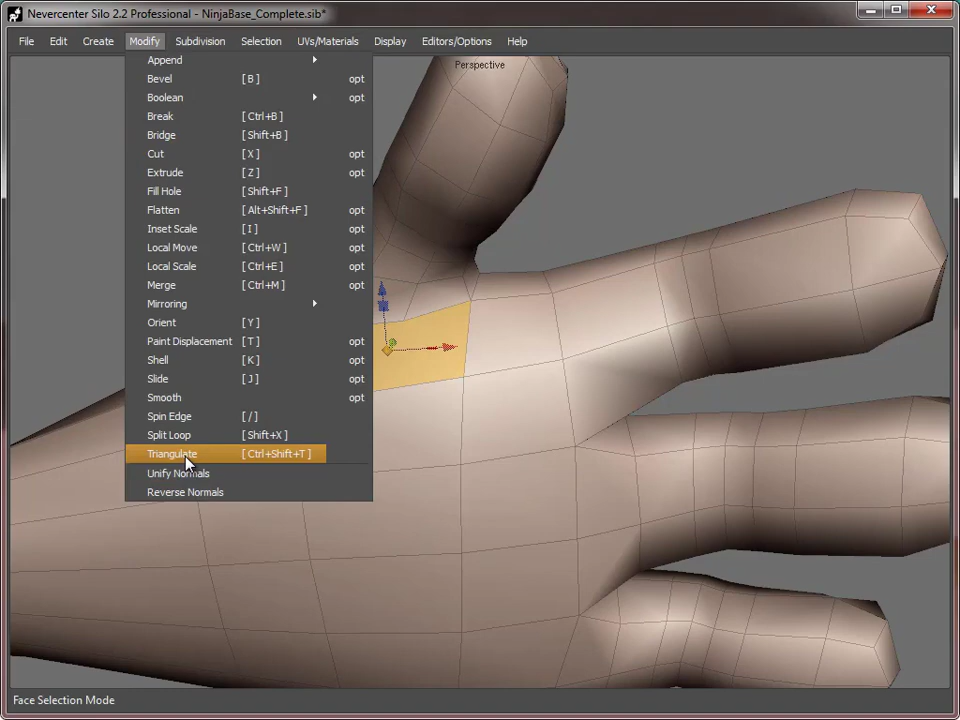 Nevercenter Silo 2.2 Professional - NinjaBase_Complete.sib*
File Edit Create Modify Subdivision Selection UVs/Materials Display Editors/Options Help
Perspective
Append
Bevel [ B ] opt
Boolean
Break [ Ctrl+B ]
Bridge [ Shift+B ]
Cut [ X ] opt
Extrude [ Z ] opt
Fill Hole [ Shift+F ]
Flatten [ Alt+Shift+F ] opt
Inset Scale [ I ] opt
Local Move [ Ctrl+W ]
Local Scale [ Ctrl+E ]
Merge [ Ctrl+M ] opt
Mirroring
Orient [ Y ]
Paint Displacement [ T ] opt
Shell [ K ] opt
Slide [ J ] opt
Smooth opt
Spin Edge [ / ]
Split Loop [ Shift+X ]
Triangulate [ Ctrl+Shift+T ]
Unify Normals
Reverse Normals
Face Selection Mode